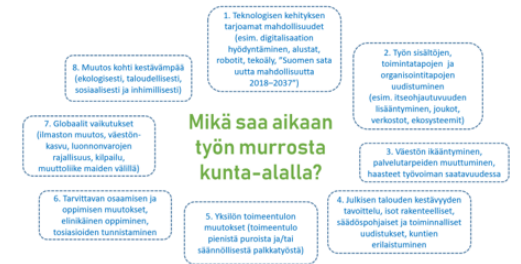 1. Teknologisen kehityksen
tarjoamat mahdollisuudet
(esim. digitalisaation
hyödyntäminen, alustat,
robotit, tekoäly, "Suomen sata
uutta mahdollisuutta
2018–2037")
2. Työn sisältöjen,
toimintatapojen ja
organisointitapojen
uudistuminen
(esim. itseohjautuvuuden
lisääntyminen, joukot,
verkostot, ekosysteemit)
3. Väestön ikääntyminen,
palvelutarpeiden muuttuminen,
haasteet työvoiman saatavuudessa
4. Julkisen talouden kestävyyden
tavoittelu, isot rakenteelliset,
säädöspohjaiset ja toiminnalliset
uudistukset, kuntien
erilaistuminen
5. Yksilön toimeentulon
muutokset (toimeentulo
pienistä puroista ja/tai
säännöllisestä palkkatyöstä)
6. Tarvittavan osaamisen ja
oppimisen muutokset,
elinikäinen oppiminen,
tosiasioiden tunnistaminen
7. Globaalit vaikutukset
(ilmaston muutos, väestön-
kasvu, luonnonvarojen
rajallisuus, kilpailu,
muuttoliike maiden välillä)
8. Muutos kohti kestävämpää
(ekologisesti, taloudellisesti,
sosiaalisesti ja inhimillisesti)
Mikä saa aikaan
työn murrosta
kunta-alalla?